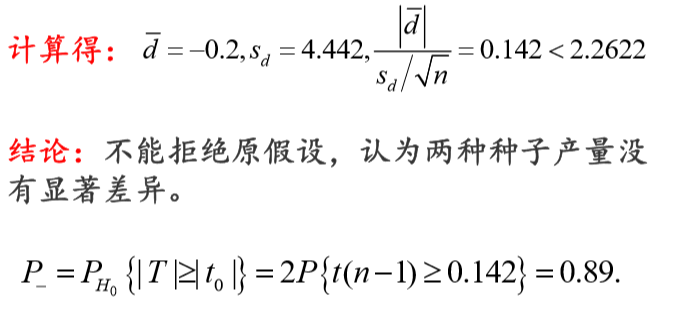 计算得： d̄ = –0.2, s_d = 4.442, |d̄| / (s_d/√n) = 0.142 < 2.2622
结论：不能拒绝原假设，认为两种种子产量没
有显著差异。
P_ = P_{H_0} {|T|≥|t_0|} = 2P{t(n−1) ≥ 0.142} = 0.89.